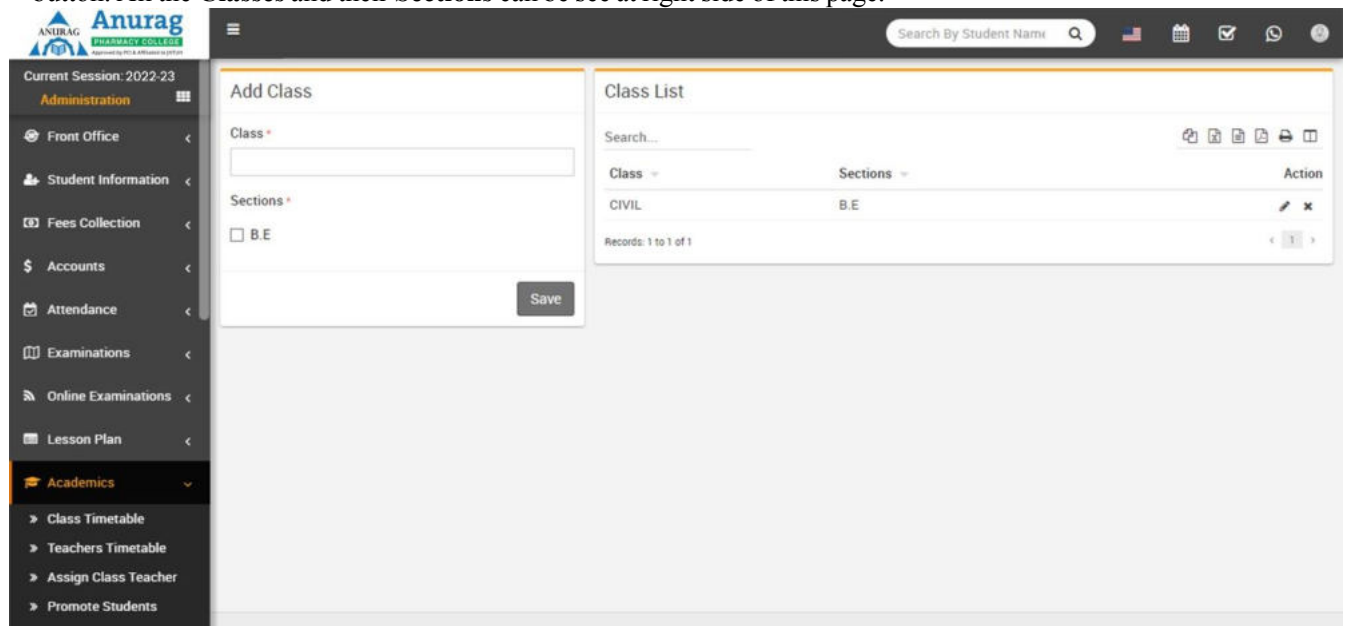 button. All the Classes and their Sections can be see at right side of this page.
ANURAG
Anurag
PHARMACY COLLEGE
Search By Student Name
Current Session: 2022-23
Administration
Front Office
Student Information
Fees Collection
Accounts
Attendance
Examinations
Online Examinations
Lesson Plan
Academics
Class Timetable
Teachers Timetable
Assign Class Teacher
Promote Students
Add Class
Class *
Sections *
B.E
Save
Class List
Search...
Class Sections Action
CIVIL B.E
Records: 1 to 1 of 1
1